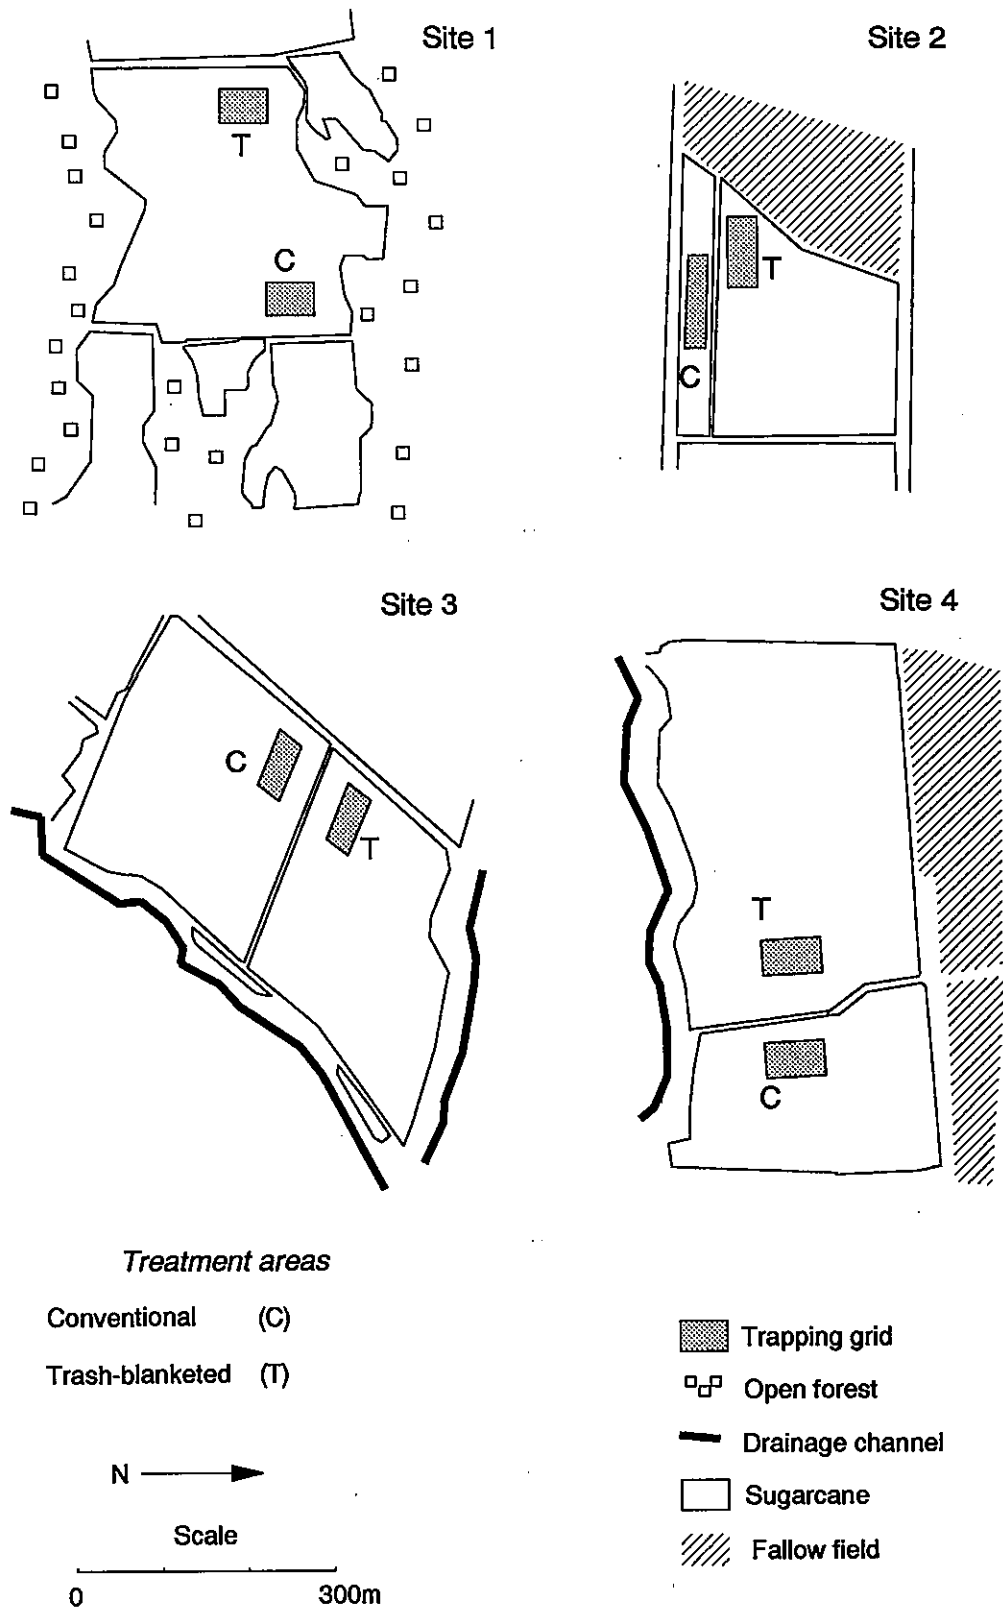 Site 1
Site 2
T
C
T
C
Site 3
Site 4
C
T
T
C
Treatment areas
Conventional (C)
Trash-blanketed (T)
N
Scale
0 300m
Trapping grid
Open forest
Drainage channel
Sugarcane
Fallow field